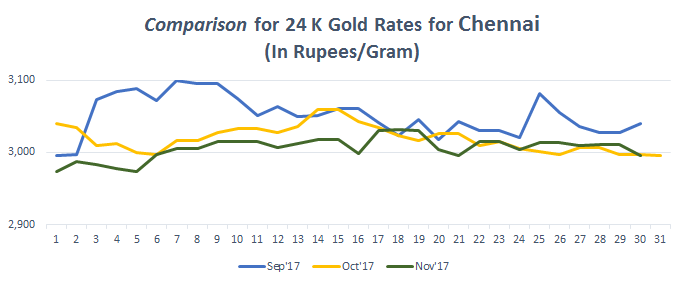 Comparison for 24 K Gold Rates for Chennai
(In Rupees/Gram)
3,100
3,000
2,900
1 2 3 4 5 6 7 8 9 10 11 12 13 14 15 16 17 18 19 20 21 22 23 24 25 26 27 28 29 30 31
Sep'17 Oct'17 Nov'17